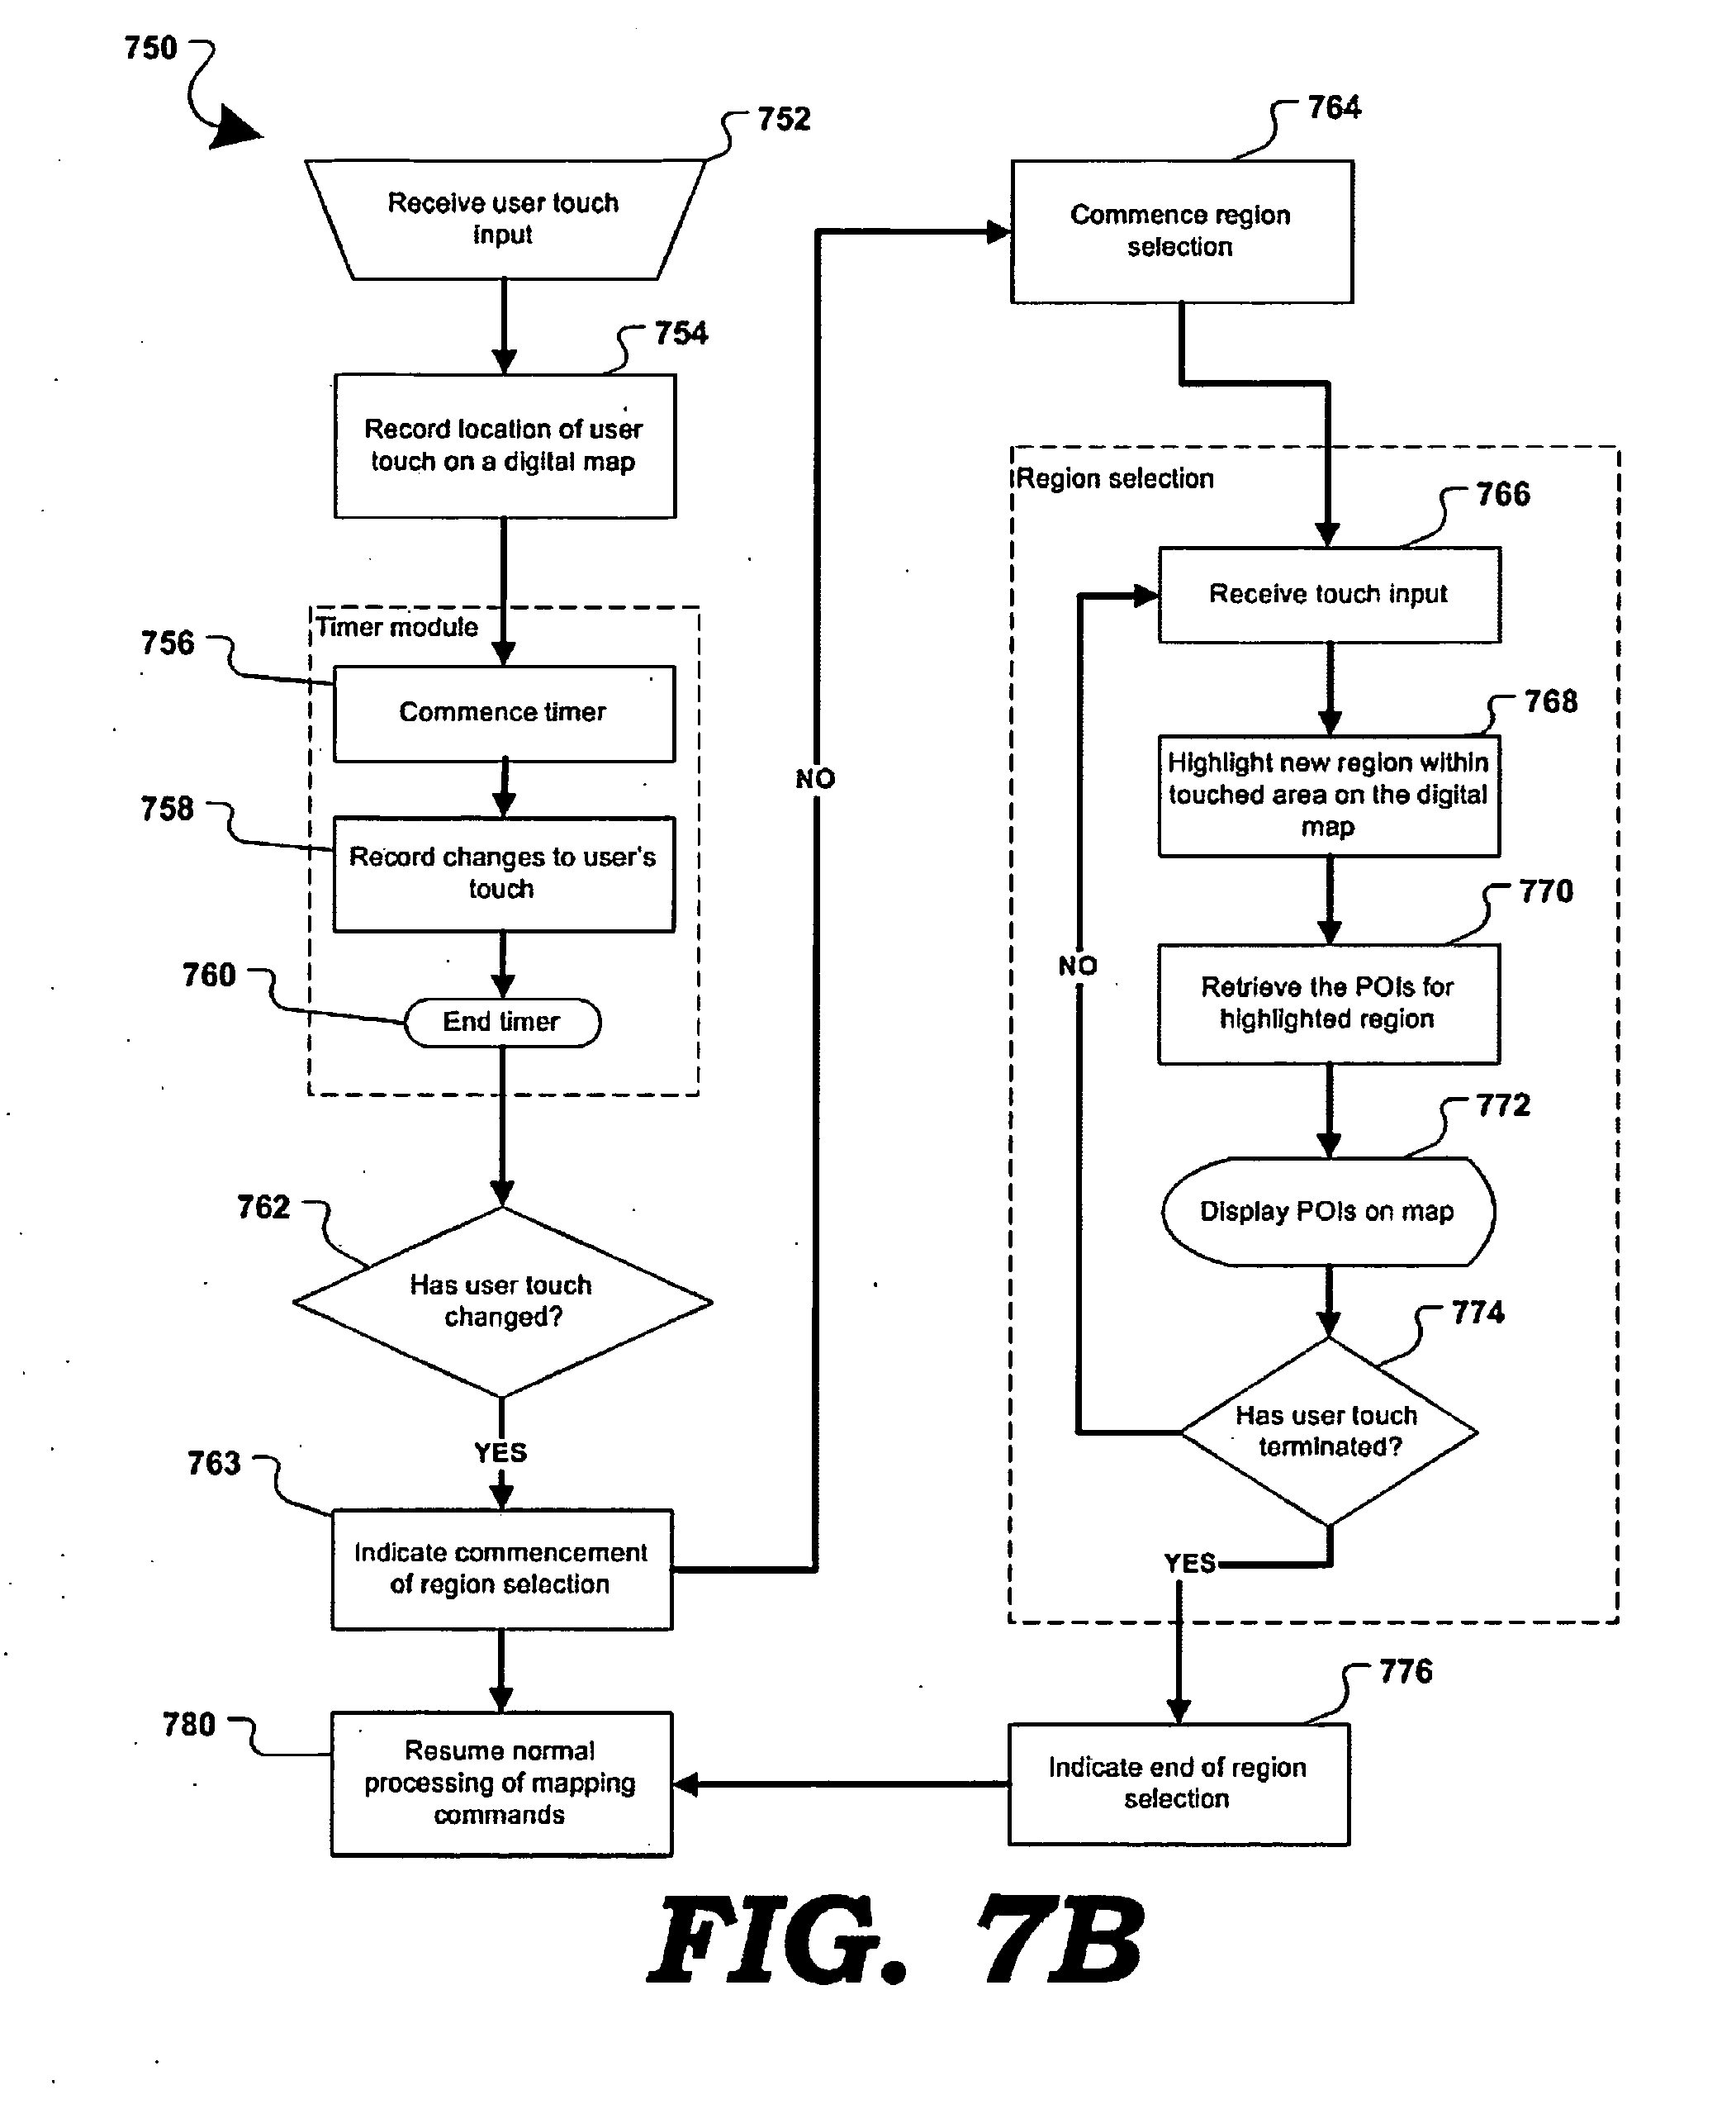 750
752
Receive user touch
input
754
Record location of user
touch on a digital map
Timer module
756
Commence timer
758
Record changes to user's
touch
760
End timer
762
Has user touch
changed?
YES
763
Indicate commencement
of region selection
NO
780
Resume normal
processing of mapping
commands
764
Commence region
selection
Region selection
766
Receive touch input
768
Highlight new region within
touched area on the digital
map
770
Retrieve the POIs for
highlighted region
772
Display POIs on map
774
Has user touch
terminated?
NO
YES
776
Indicate end of region
selection
FIG. 7B